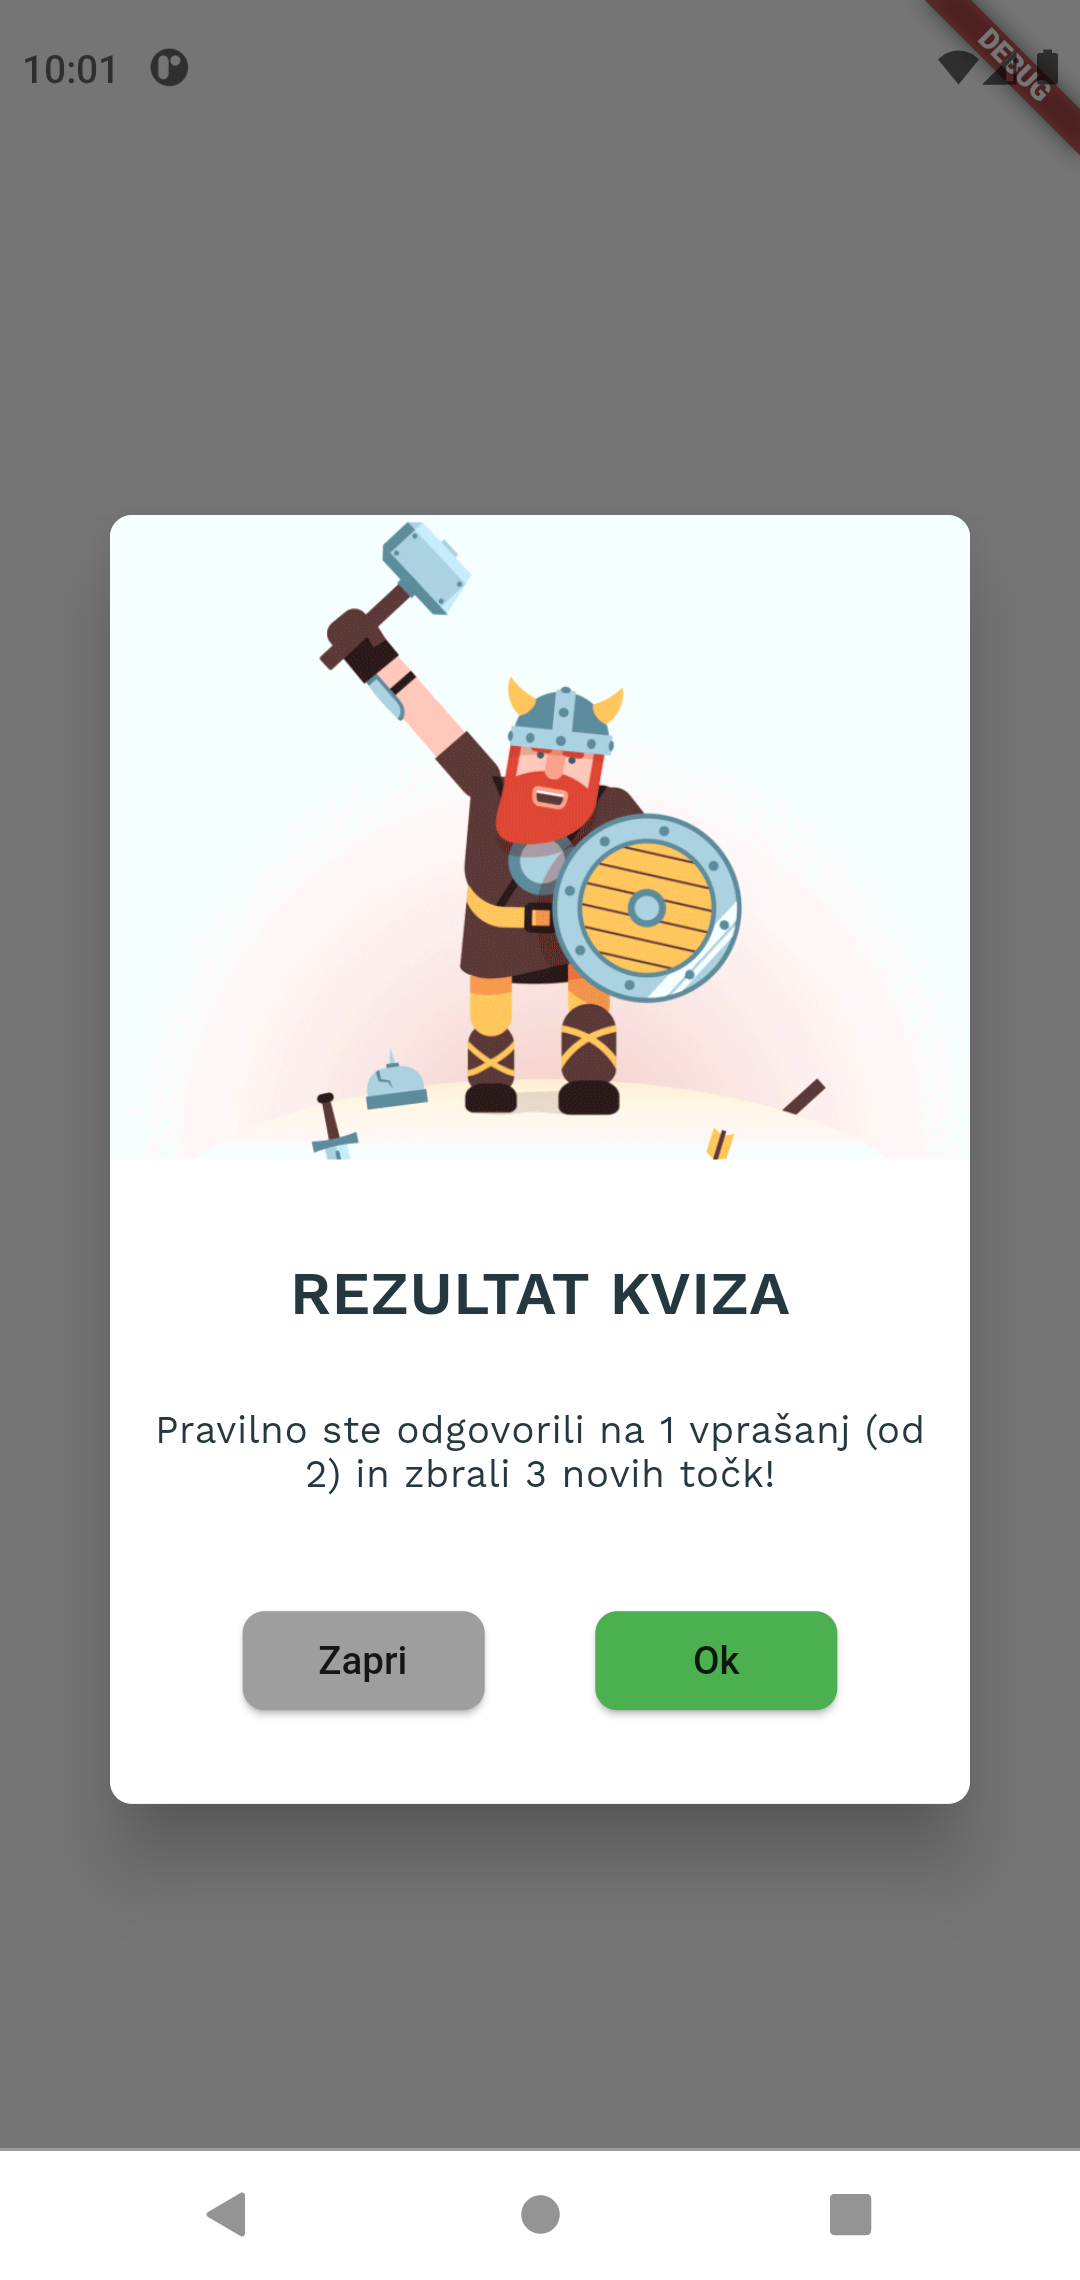 10:01
DEBUG
REZULTAT KVIZA
Pravilno ste odgovorili na 1 vprašanj (od
2) in zbrali 3 novih točk!
Zapri
Ok